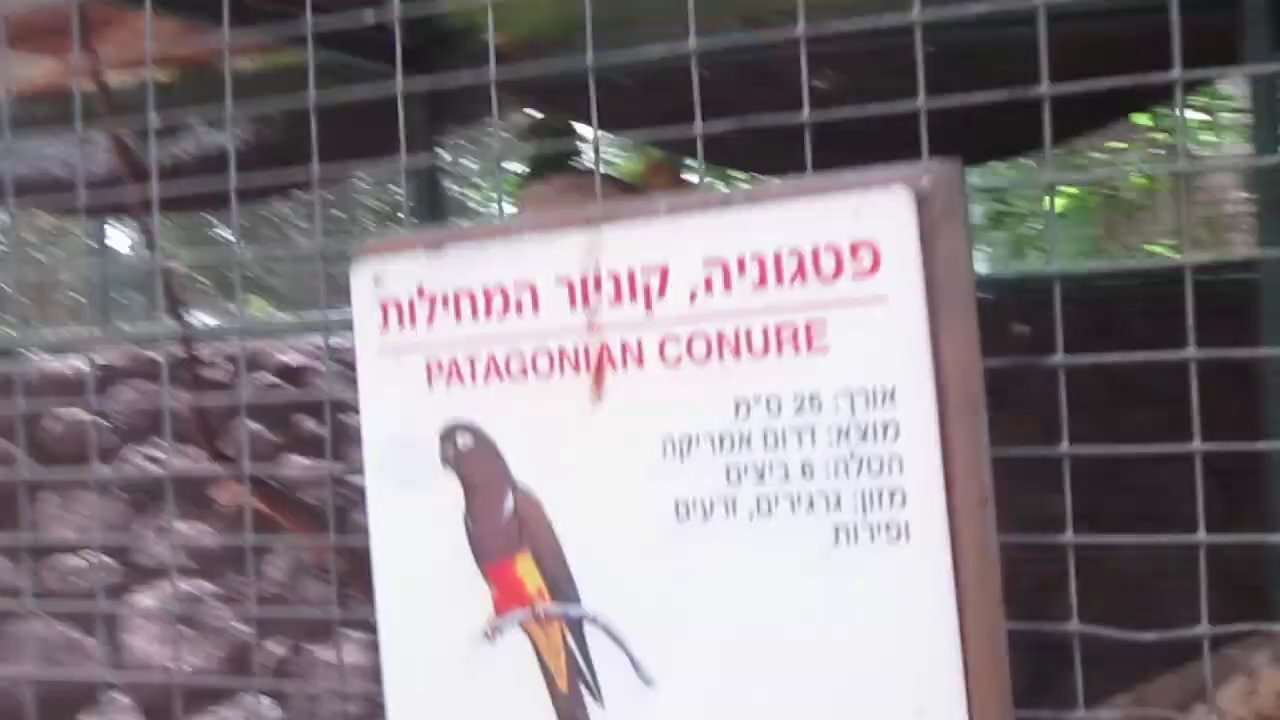 פטגוניה, קוניור המחילות
PATAGONIAN CONURE
אורך: 25 ס"מ
מוצא: דרום אמריקה
הטלה: 6 ביצים
מזון: גרגירים, זרעים
ופירות